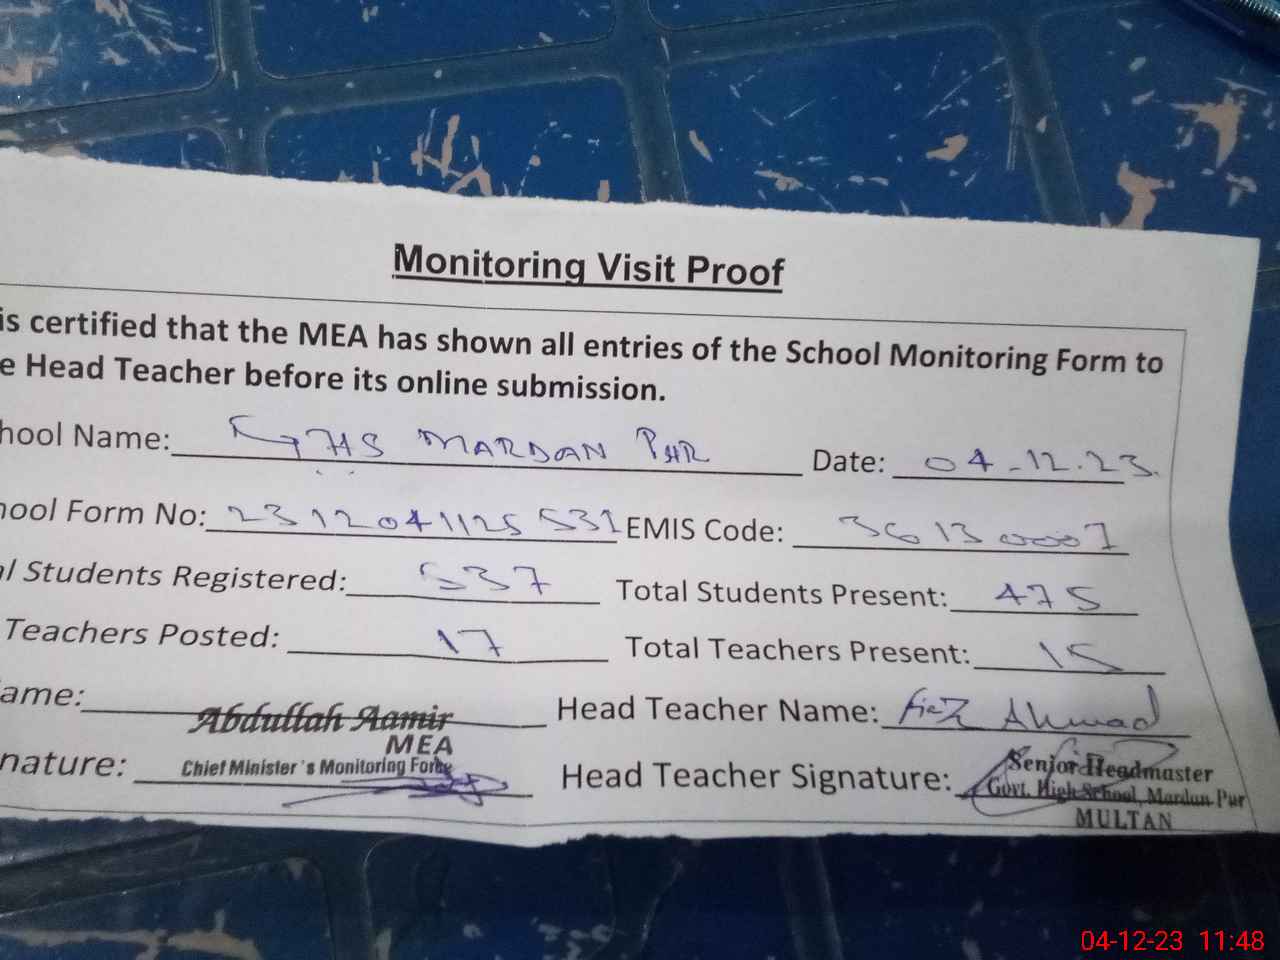 Monitoring Visit Proof
is certified that the MEA has shown all entries of the School Monitoring Form to
e Head Teacher before its online submission.
hool Name: GHS MARDAN PUR Date: 04-12.23.
hool Form No: 2312041125531 EMIS Code: 36130007
al Students Registered: 537 Total Students Present: 475
Teachers Posted: 17 Total Teachers Present: 15
ame: Abdullah Aamir Head Teacher Name: Fiaz Ahmad
MEA
nature: Chief Minister's Monitoring Force Head Teacher Signature: Senior Headmaster
Govt. High School, Mardan Pur
MULTAN
04-12-23 11:48